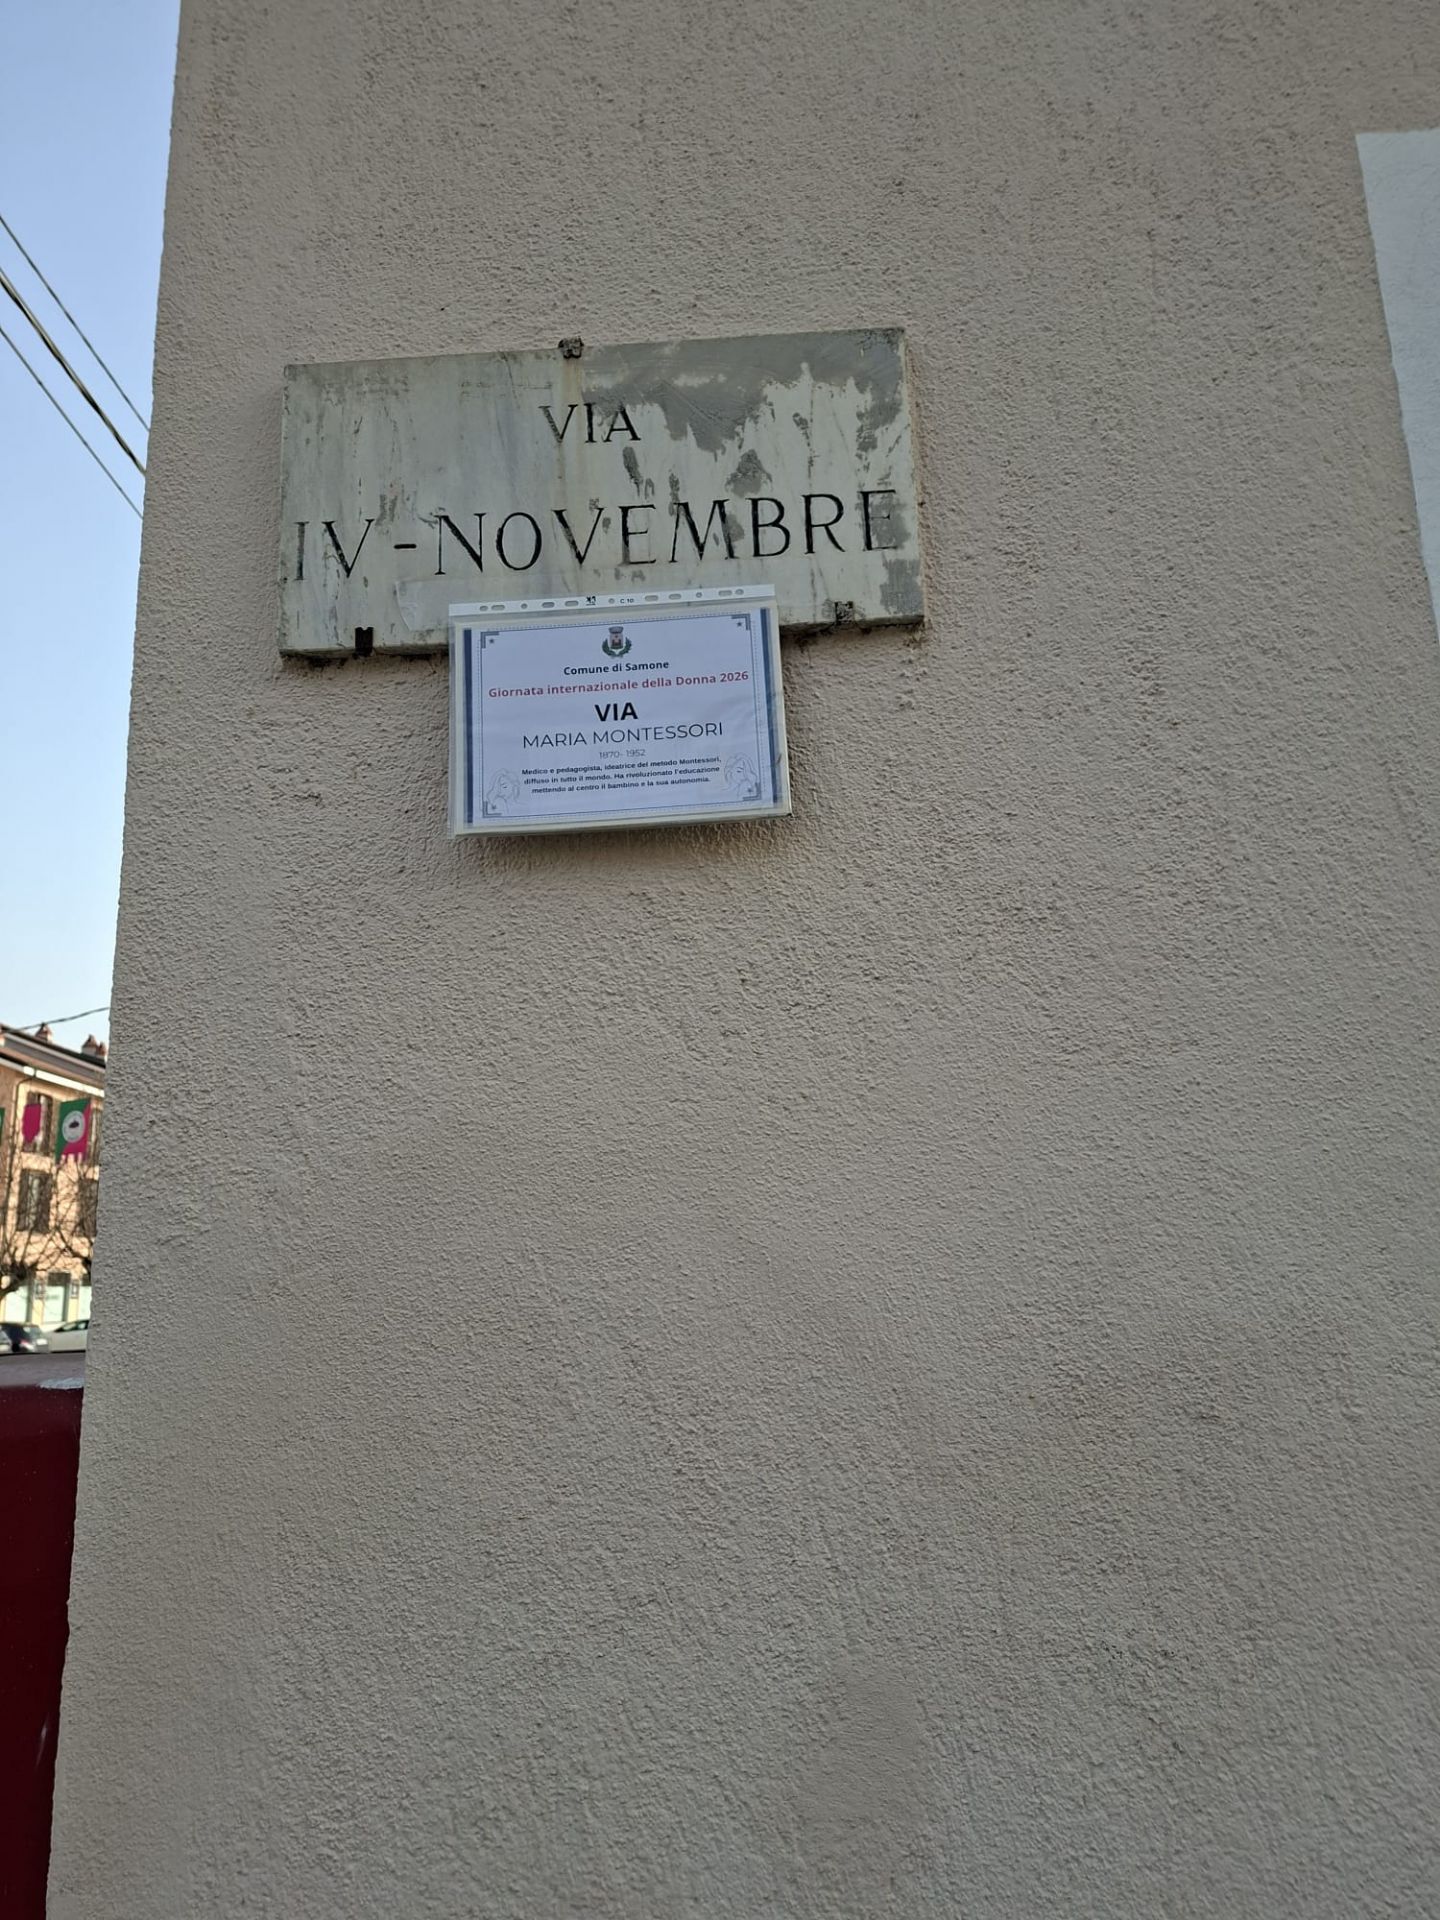 VIA
IV - NOVEMBRE
C 10
Comune di Samone
Giornata internazionale della Donna 2026
VIA
MARIA MONTESSORI
1870- 1952
Medico e pedagogista, ideatrice del metodo Montessori,
diffuso in tutto il mondo. Ha rivoluzionato l'educazione
mettendo al centro il bambino e la sua autonomia.